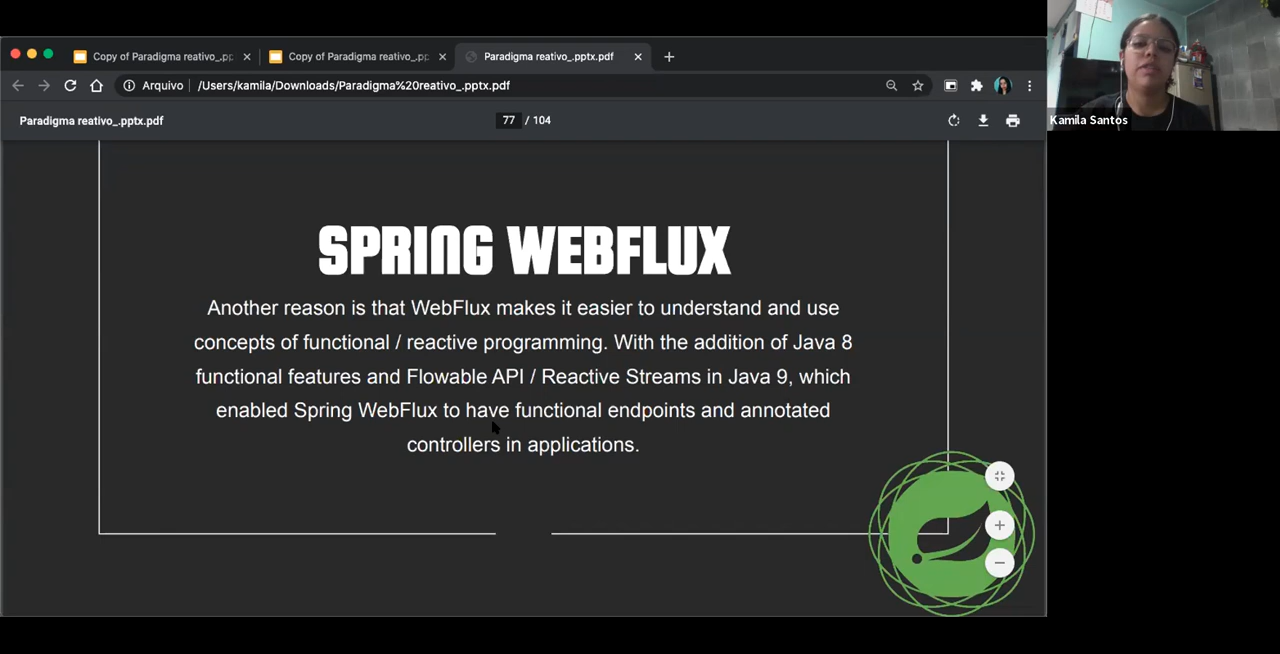 Copy of Paradigma reativo_.pp
Copy of Paradigma reativo_.pp
Paradigma reativo_.pptx.pdf
Arquivo
/Users/kamila/Downloads/Paradigma%20reativo_.pptx.pdf
Paradigma reativo_.pptx.pdf
77 / 104
Kamila Santos
SPRING WEBFLUX
Another reason is that WebFlux makes it easier to understand and use
concepts of functional / reactive programming. With the addition of Java 8
functional features and Flowable API / Reactive Streams in Java 9, which
enabled Spring WebFlux to have functional endpoints and annotated
controllers in applications.